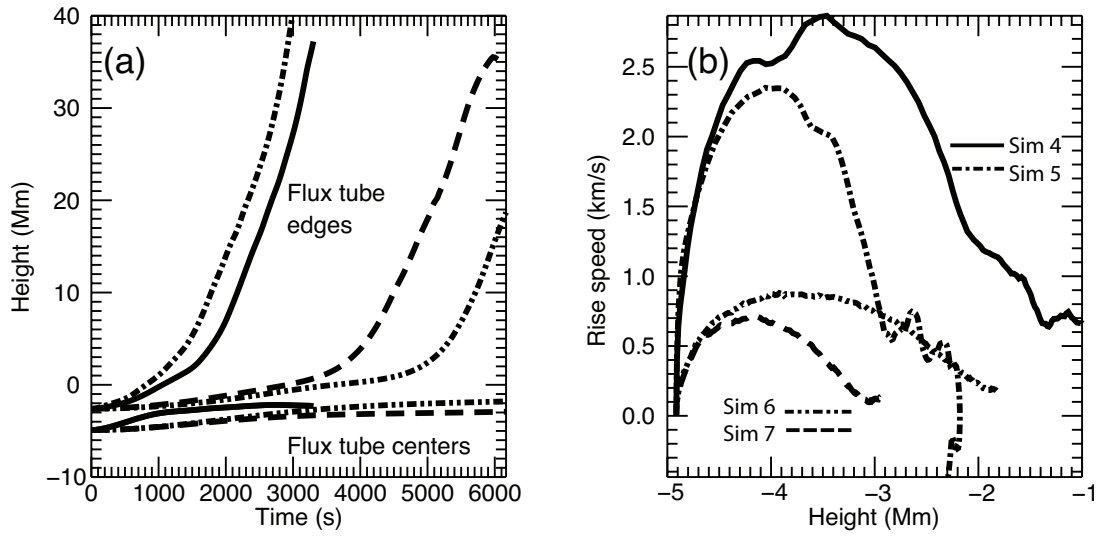 (a)
40
30
20
10
0
−10
Height (Mm)
Flux tube
edges
Flux tube centers
0 1000 2000 3000 4000 5000 6000
Time (s)
(b)
2.5
2.0
1.5
1.0
0.5
0.0
Rise speed (km/s)
Sim 4
Sim 5
Sim 6
Sim 7
−5 −4 −3 −2 −1
Height (Mm)